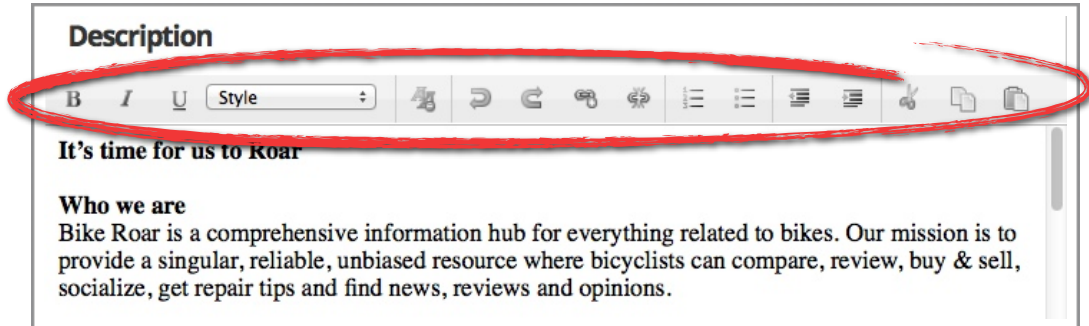 Description
B I U Style
It's time for us to Roar
Who we are
Bike Roar is a comprehensive information hub for everything related to bikes. Our mission is to
provide a singular, reliable, unbiased resource where bicyclists can compare, review, buy & sell,
socialize, get repair tips and find news, reviews and opinions.